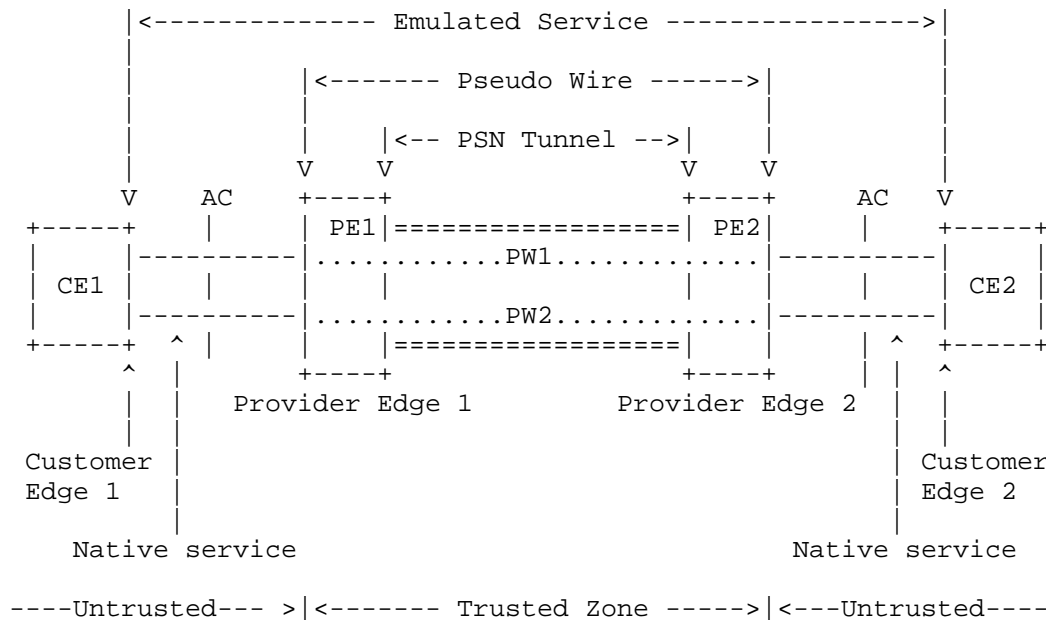 |<-------------- Emulated Service ---------------->|
|<------- Pseudo Wire ------>|
|<-- PSN Tunnel -->|
V V V V
V AC +----+ +----+ AC V
+-----+ | | PE1|==================| PE2| | +-----+
| |----------|............PW1.............|----------| |
| CE1 | | | | | | | | CE2 |
| |----------|............PW2.............|----------| |
+-----+ ^ | | |==================| | | ^ +-----+
^ | +----+ +----+ | | ^
| | Provider Edge 1 Provider Edge 2 | |
Customer | | Customer
Edge 1 | | Edge 2
Native service Native service
----Untrusted--- >|<------- Trusted Zone ----->|<---Untrusted----